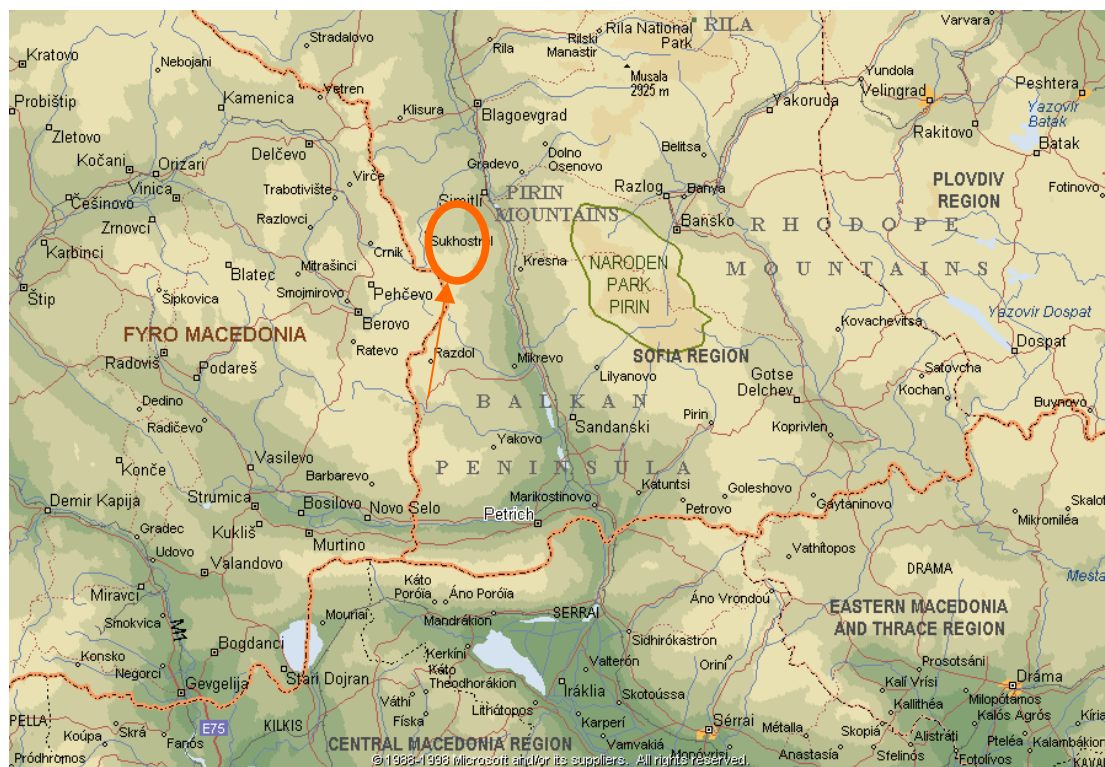 RILA
Varvara
Rila National
Park
Stradalovo
Rila
Rilski
Manastir
Kratovo
Nebojani
Musala
2925 m
Yundola
Peshtera
Vetren
Velingrad
Probištip
Kamenica
Klisura
Blagoevgrad
Yakoruda
Yazovir
Batak
Zletovo
Rakitovo
Delčevo
Dolno
Osenovo
Belitsa
Batak
Kočani
Orizari
Gradevo
Virče
PLOVDIV
REGION
Vinica
Trabotivište
Simitli
PIRIN
MOUNTAINS
Razlog
Banya
Fotinovo
Češinovo
Zrnovci
Razlovci
Bansko
RHODOPE
MOUNTAINS
Karbinci
Crnik
Sukhostrel
Blatec
Mitrašinci
Kresna
NARODEN
PARK
PIRIN
Štip
Šipkovica
Smojmirovo
Pehčevo
Berovo
Yazovir Dospat
FYRO MACEDONIA
Kovachevitsa
Radoviš
Ratevo
Razdol
Mikrevo
SOFIA REGION
Dospat
Podareš
Lilyanovo
Gotse
Delchev
Satovcha
Kochan
Dedino
BALKAN
Buynovo
Radičevo
Pirin
Sandanski
Koprivlen
Yakovo
Konče
Vasilevo
Barbarevo
PENINSULA
Demir Kapija
Strumica
Bosilovo
Novo Selo
Marikostinovo
Katuntsi
Goleshovo
Petrovo
Gaytaninovo
Petrich
Mikromiléa
Gradec
Kukliš
Murtino
Udovo
Valandovo
Vathítopos
Káto
Poróia
Áno Poróia
DRAMA
Miravci
Mouriai
Mandrákion
SERRAI
Áno Vrondoú
EASTERN MACEDONIA
AND THRACE REGION
Smokvica
M1
Bogdanci
Sidhirókastron
Konsko
Negorci
Kerkíni
Káto
Theodhorákion
Valterón
Oriní
Prosotsáni
Gevgelija
Stari Dojran
Váthi
Iráklia
Skotoússa
Kalí Vrísi
Dráma
Milopótamos
Lithótopos
Kallithéa
Kalós Agrós
PELLA
E75
KILKIS
Físka
Karperí
Sérrai
Métalla
Skopiá
Alistráti
Pteléa
Skrá
Koúpa
Fanós
CENTRAL MACEDONIA REGION
Vamvakiá
Kalambákion
Pródhromos
Monóvrisi
Anastasía
Sfelinós
Fotolívos
© 1988-1998 Microsoft and/or its suppliers. All rights reserved.